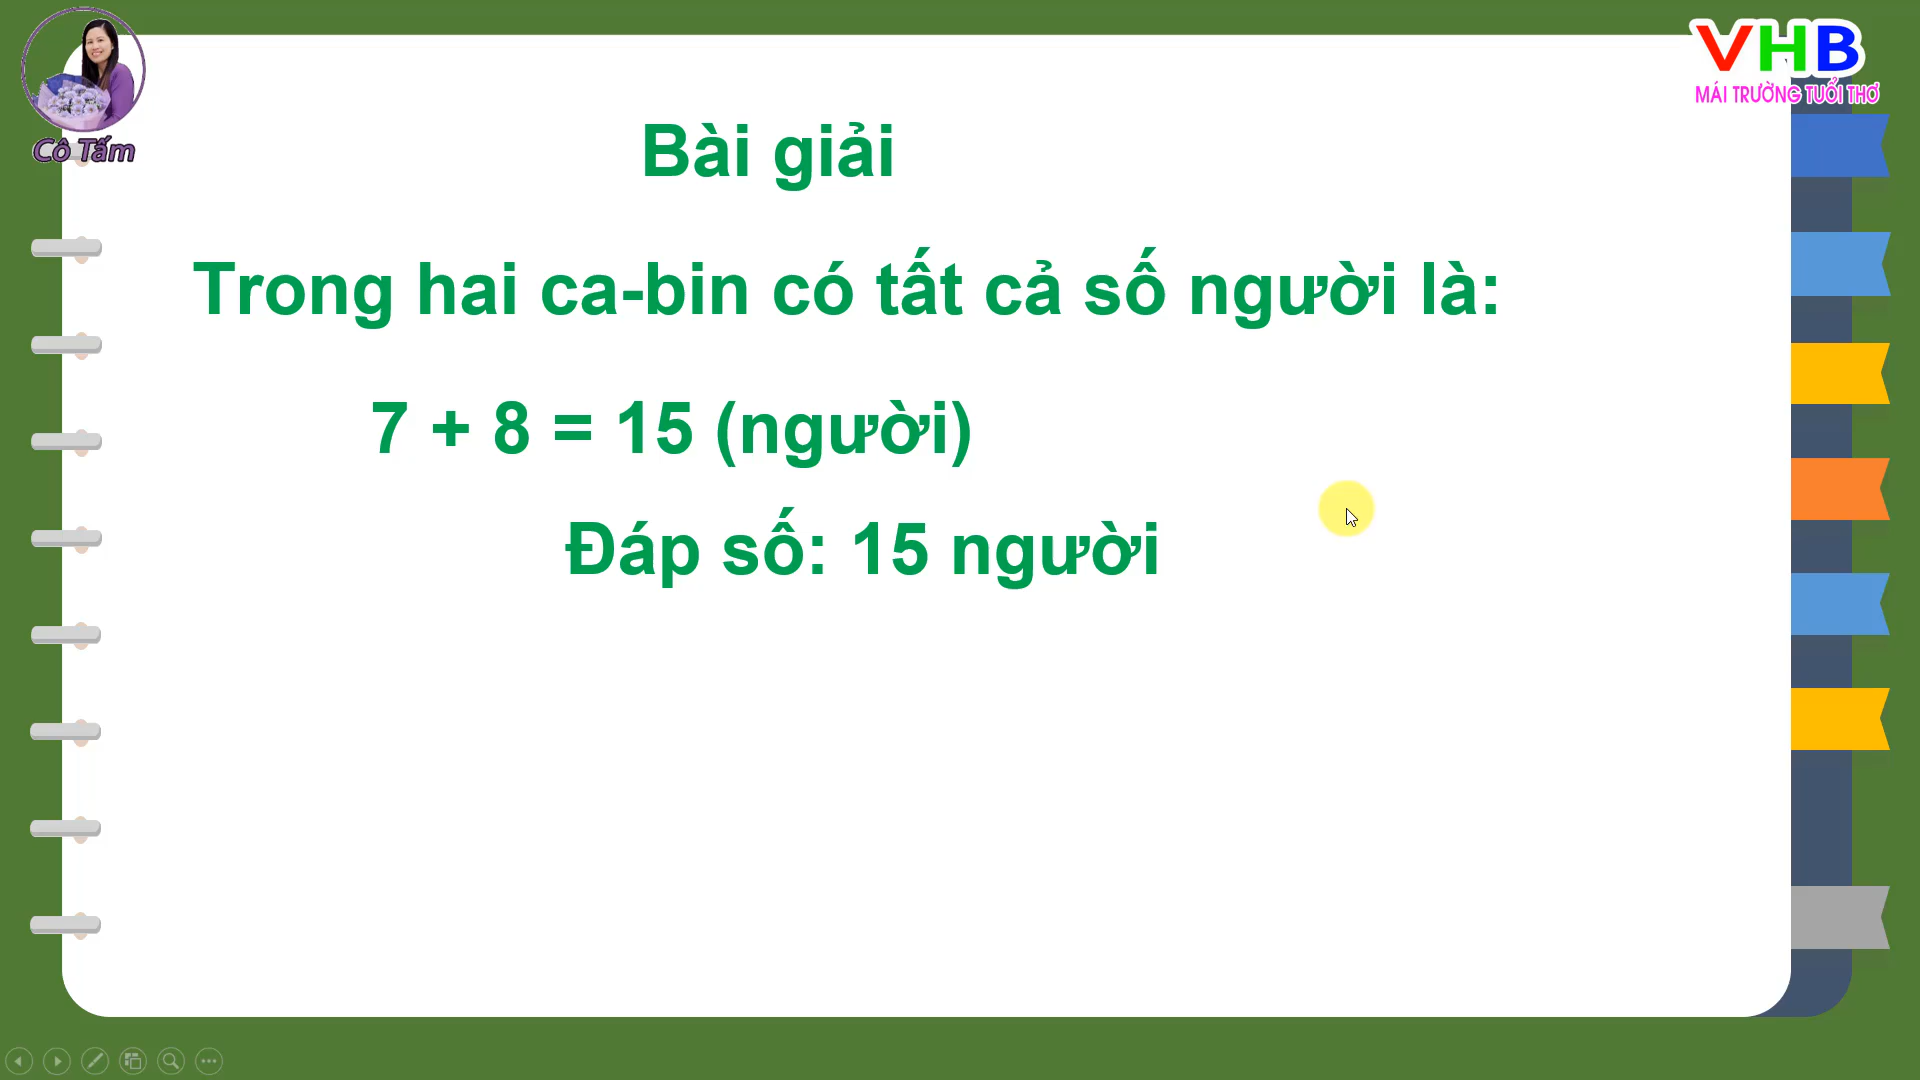 Cô Tấm
VHB
MÁI TRƯỜNG TUỔI THƠ
Bài giải
Trong hai ca-bin có tất cả số người là:
7 + 8 = 15 (người)
Đáp số: 15 người